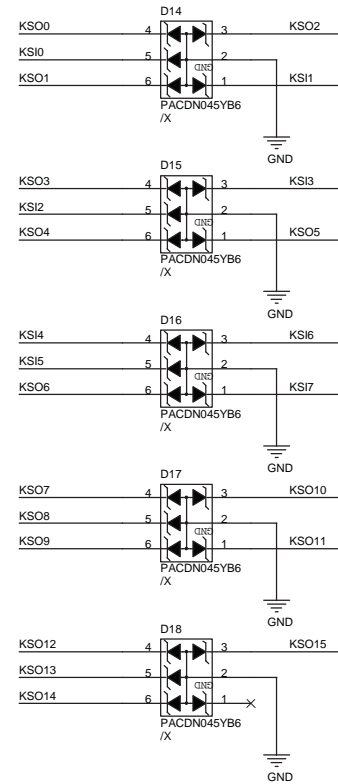 D14
KSO0 4 3 KSO2
KSI0 5 2
GND
KSO1 6 1 KSI1
PACDN045YB6
/X
GND
D15
KSO3 4 3 KSI3
KSI2 5 2
GND
KSO4 6 1 KSO5
PACDN045YB6
/X
GND
D16
KSI4 4 3 KSI6
KSI5 5 2
GND
KSO6 6 1 KSI7
PACDN045YB6
/X
GND
D17
KSO7 4 3 KSO10
KSO8 5 2
GND
KSO9 6 1 KSO11
PACDN045YB6
/X
GND
D18
KSO12 4 3 KSO15
KSO13 5 2
GND
KSO14 6 1
PACDN045YB6
/X
GND